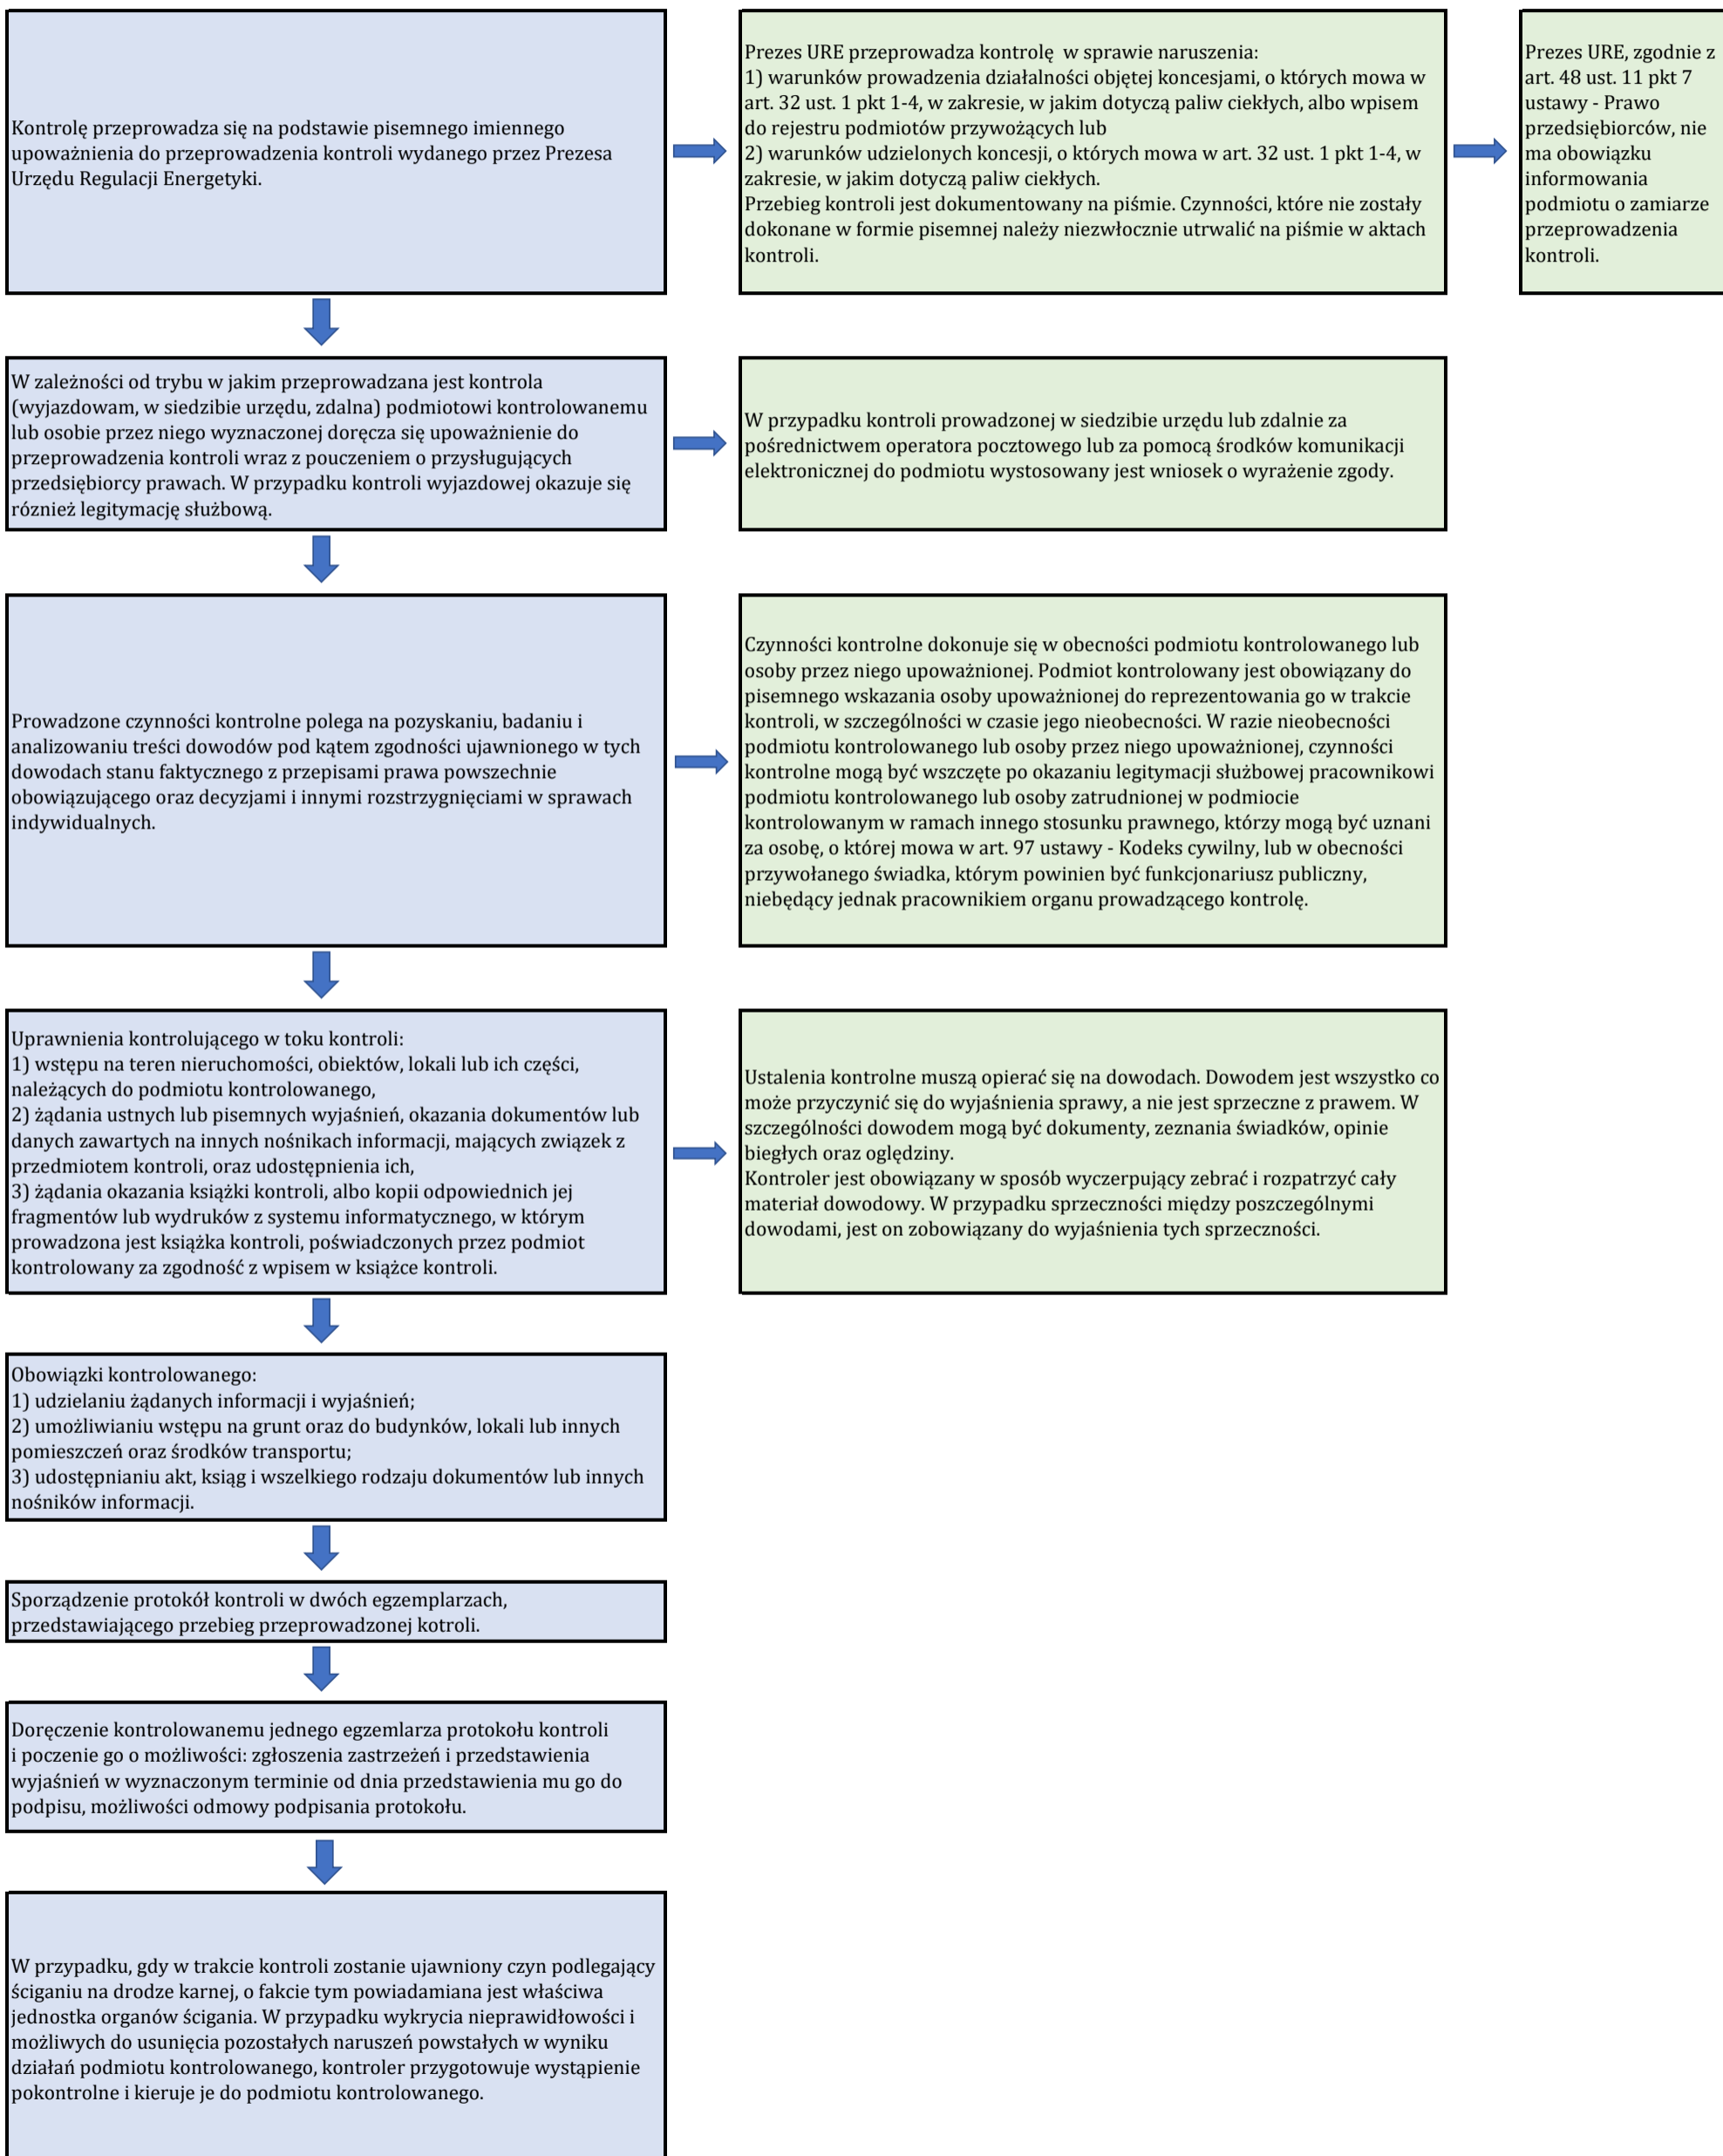 Kontrolę przeprowadza się na podstawie pisemnego imiennego
upoważnienia do przeprowadzenia kontroli wydanego przez Prezesa
Urzędu Regulacji Energetyki.
Prezes URE przeprowadza kontrolę w sprawie naruszenia:
1) warunków prowadzenia działalności objętej koncesjami, o których mowa w
art. 32 ust. 1 pkt 1-4, w zakresie, w jakim dotyczą paliw ciekłych, albo wpisem
do rejestru podmiotów przywożących lub
2) warunków udzielonych koncesji, o których mowa w art. 32 ust. 1 pkt 1-4, w
zakresie, w jakim dotyczą paliw ciekłych.
Przebieg kontroli jest dokumentowany na piśmie. Czynności, które nie zostały
dokonane w formie pisemnej należy niezwłocznie utrwalić na piśmie w aktach
kontroli.
Prezes URE, zgodnie z
art. 48 ust. 11 pkt 7
ustawy - Prawo
przedsiębiorców, nie
ma obowiązku
informowania
podmiotu o zamiarze
przeprowadzenia
kontroli.
W zależności od trybu w jakim przeprowadzana jest kontrola
(wyjazdowam, w siedzibie urzędu, zdalna) podmiotowi kontrolowanemu
lub osobie przez niego wyznaczonej doręcza się upoważnienie do
przeprowadzenia kontroli wraz z pouczeniem o przysługujących
przedsiębiorcy prawach. W przypadku kontroli wyjazdowej okazuje się
róznież legitymację służbową.
W przypadku kontroli prowadzonej w siedzibie urzędu lub zdalnie za
pośrednictwem operatora pocztowego lub za pomocą środków komunikacji
elektronicznej do podmiotu wystosowany jest wniosek o wyrażenie zgody.
Prowadzone czynności kontrolne polega na pozyskaniu, badaniu i
analizowaniu treści dowodów pod kątem zgodności ujawnionego w tych
dowodach stanu faktycznego z przepisami prawa powszechnie
obowiązującego oraz decyzjami i innymi rozstrzygnięciami w sprawach
indywidualnych.
Czynności kontrolne dokonuje się w obecności podmiotu kontrolowanego lub
osoby przez niego upoważnionej. Podmiot kontrolowany jest obowiązany do
pisemnego wskazania osoby upoważnionej do reprezentowania go w trakcie
kontroli, w szczególności w czasie jego nieobecności. W razie nieobecności
podmiotu kontrolowanego lub osoby przez niego upoważnionej, czynności
kontrolne mogą być wszczęte po okazaniu legitymacji służbowej pracownikowi
podmiotu kontrolowanego lub osoby zatrudnionej w podmiocie
kontrolowanym w ramach innego stosunku prawnego, którzy mogą być uznani
za osobę, o której mowa w art. 97 ustawy - Kodeks cywilny, lub w obecności
przywołanego świadka, którym powinien być funkcjonariusz publiczny,
niebędący jednak pracownikiem organu prowadzącego kontrolę.
Uprawnienia kontrolującego w toku kontroli:
1) wstępu na teren nieruchomości, obiektów, lokali lub ich części,
należących do podmiotu kontrolowanego,
2) żądania ustnych lub pisemnych wyjaśnień, okazania dokumentów lub
danych zawartych na innych nośnikach informacji, mających związek z
przedmiotem kontroli, oraz udostępnienia ich,
3) żądania okazania książki kontroli, albo kopii odpowiednich jej
fragmentów lub wydruków z systemu informatycznego, w którym
prowadzona jest książka kontroli, poświadczonych przez podmiot
kontrolowany za zgodność z wpisem w książce kontroli.
Ustalenia kontrolne muszą opierać się na dowodach. Dowodem jest wszystko co
może przyczynić się do wyjaśnienia sprawy, a nie jest sprzeczne z prawem. W
szczególności dowodem mogą być dokumenty, zeznania świadków, opinie
biegłych oraz oględziny.
Kontroler jest obowiązany w sposób wyczerpujący zebrać i rozpatrzyć cały
materiał dowodowy. W przypadku sprzeczności między poszczególnymi
dowodami, jest on zobowiązany do wyjaśnienia tych sprzeczności.
Obowiązki kontrolowanego:
1) udzielaniu żądanych informacji i wyjaśnień;
2) umożliwianiu wstępu na grunt oraz do budynków, lokali lub innych
pomieszczeń oraz środków transportu;
3) udostępnianiu akt, ksiąg i wszelkiego rodzaju dokumentów lub innych
nośników informacji.
Sporządzenie protokół kontroli w dwóch egzemplarzach,
przedstawiającego przebieg przeprowadzonej kotroli.
Doręczenie kontrolowanemu jednego egzemlarza protokołu kontroli
i poczenie go o możliwości: zgłoszenia zastrzeżeń i przedstawienia
wyjaśnień w wyznaczonym terminie od dnia przedstawienia mu go do
podpisu, możliwości odmowy podpisania protokołu.
W przypadku, gdy w trakcie kontroli zostanie ujawniony czyn podlegający
ściganiu na drodze karnej, o fakcie tym powiadamiana jest właściwa
jednostka organów ścigania. W przypadku wykrycia nieprawidłowości i
możliwych do usunięcia pozostałych naruszeń powstałych w wyniku
działań podmiotu kontrolowanego, kontroler przygotowuje wystąpienie
pokontrolne i kieruje je do podmiotu kontrolowanego.